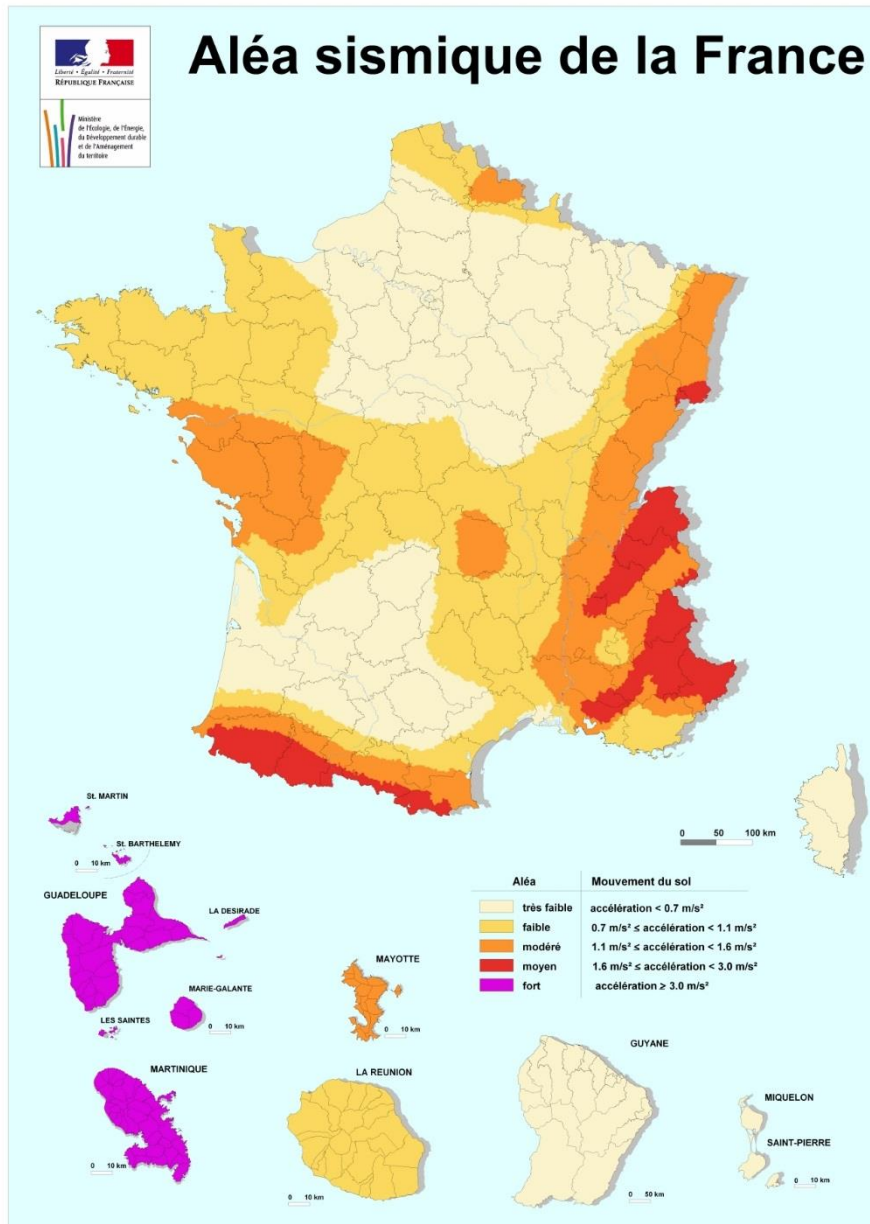 Aléa sismique de la France
Liberté • Égalité • Fraternité
RÉPUBLIQUE FRANÇAISE
Ministère
de l'Écologie, de l'Énergie,
du Développement durable
et de l'Aménagement
du territoire
0 50 100 km
St. MARTIN
St. BARTHELEMY
0 10 km
GUADELOUPE
LA DESIRADE
MARIE-GALANTE
LES SAINTES
0 10 km
MARTINIQUE
0 10 km
MAYOTTE
0 10 km
LA REUNION
0 10 km
Aléa Mouvement du sol
très faible accélération < 0.7 m/s²
faible 0.7 m/s² ≤ accélération < 1.1 m/s²
modéré 1.1 m/s² ≤ accélération < 1.6 m/s²
moyen 1.6 m/s² ≤ accélération < 3.0 m/s²
fort accélération ≥ 3.0 m/s²
GUYANE
0 50 km
MIQUELON
SAINT-PIERRE
0 10 km